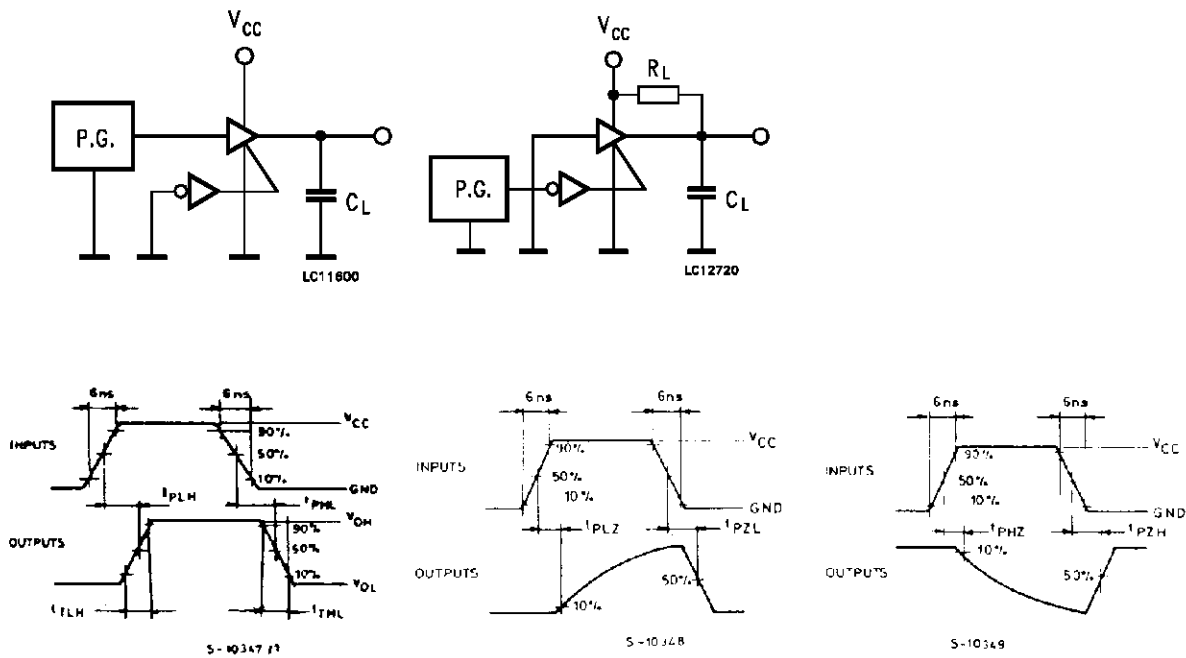 VCC
P.G.
CL
LC11600
VCC
RL
P.G.
CL
LC12720
6ns
6ns
VCC
INPUTS
90%
50%
10%
GND
tPLH
tPHL
VOH
OUTPUTS
90%
50%
10%
VOL
tTLH
tTHL
6ns
6ns
VCC
INPUTS
90%
50%
10%
GND
tPLZ
tPZL
OUTPUTS
50%
10%
S-10348
6ns
6ns
VCC
INPUTS
90%
50%
10%
GND
tPHZ
tPZH
10%
OUTPUTS
50%
S-10349